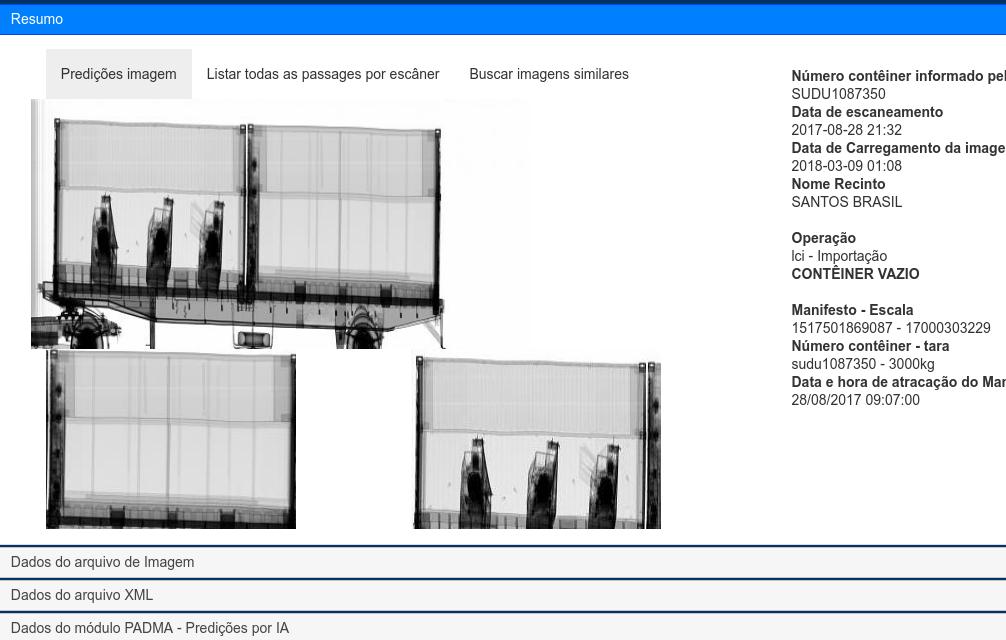 Resumo
Predições imagem
Listar todas as passages por escâner
Buscar imagens similares
Número contêiner informado pel
SUDU1087350
Data de escaneamento
2017-08-28 21:32
Data de Carregamento da image
2018-03-09 01:08
Nome Recinto
SANTOS BRASIL
Operação
lci - Importação
CONTÊINER VAZIO
Manifesto - Escala
1517501869087 - 17000303229
Número contêiner - tara
sudu1087350 - 3000kg
Data e hora de atracação do Mar
28/08/2017 09:07:00
Dados do arquivo de Imagem
Dados do arquivo XML
Dados do módulo PADMA - Predições por IA